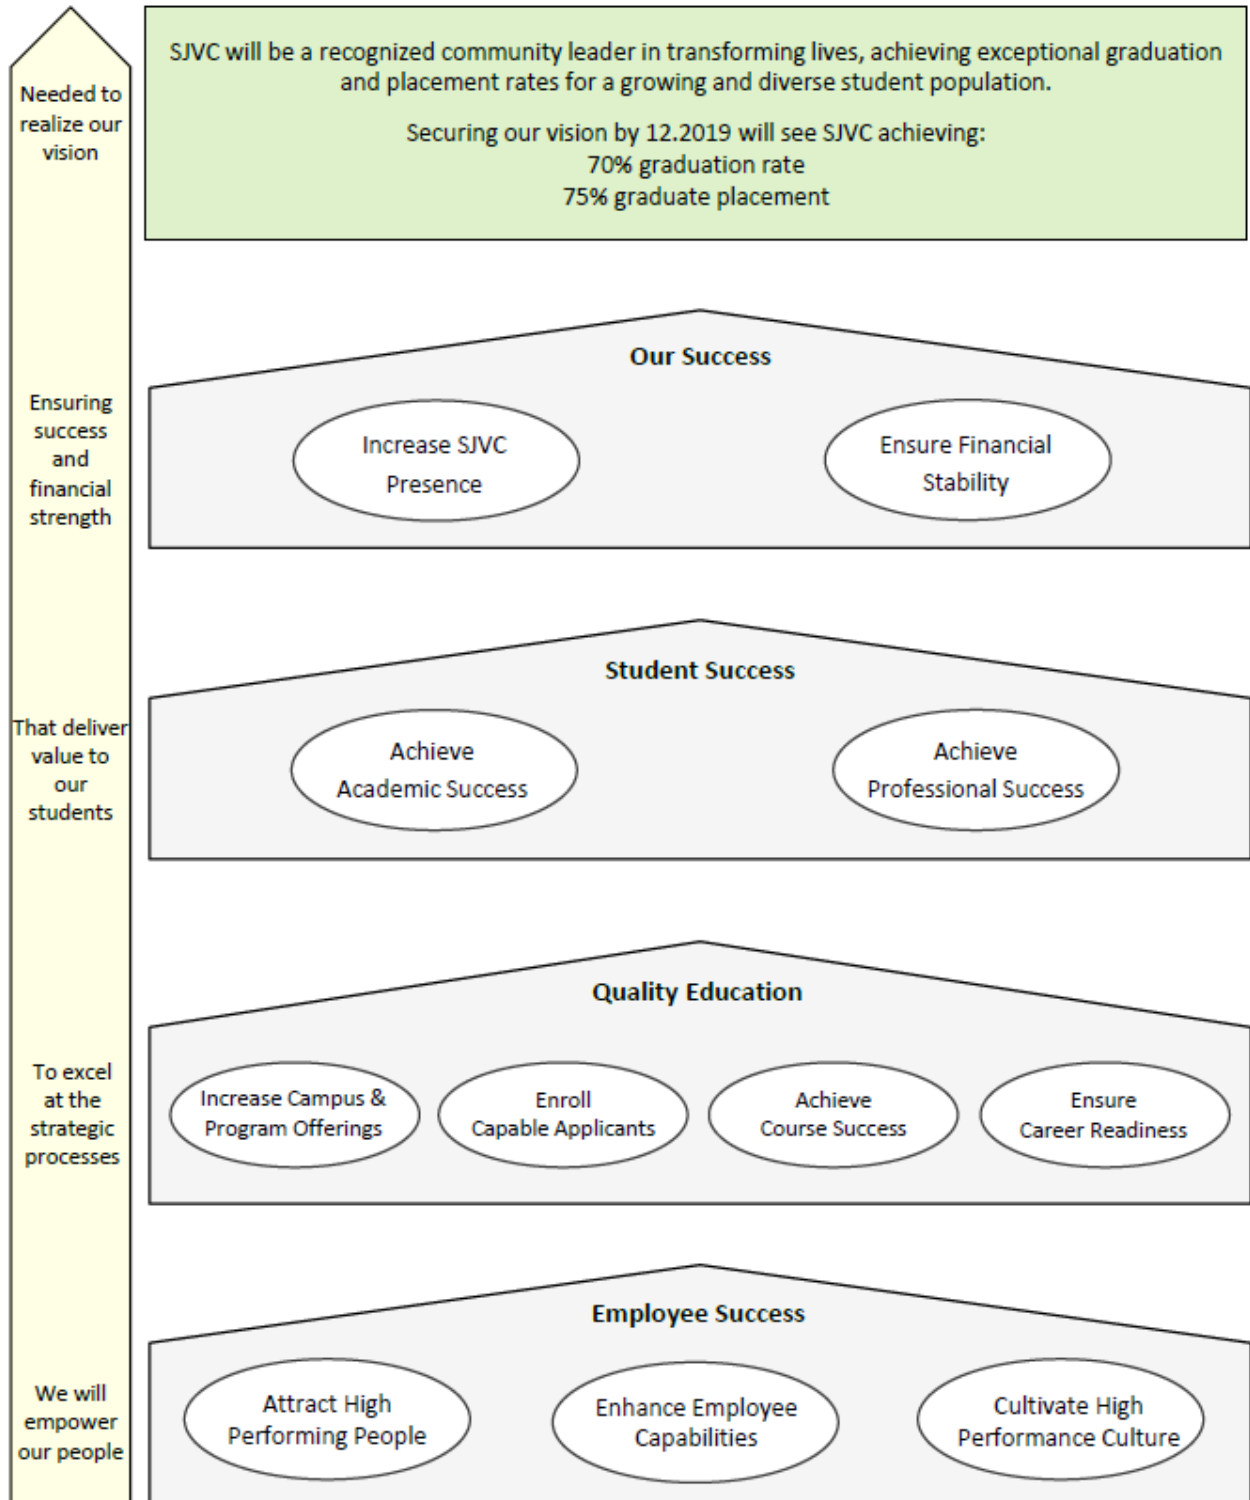 Needed to
realize our
vision
SJVC will be a recognized community leader in transforming lives, achieving exceptional graduation
and placement rates for a growing and diverse student population.
Securing our vision by 12.2019 will see SJVC achieving:
70% graduation rate
75% graduate placement
Ensuring
success
and
financial
strength
Our Success
Increase SJVC
Presence
Ensure Financial
Stability
That deliver
value to
our
students
Student Success
Achieve
Academic Success
Achieve
Professional Success
To excel
at the
strategic
processes
Quality Education
Increase Campus &
Program Offerings
Enroll
Capable Applicants
Achieve
Course Success
Ensure
Career Readiness
We will
empower
our people
Employee Success
Attract High
Performing People
Enhance Employee
Capabilities
Cultivate High
Performance Culture